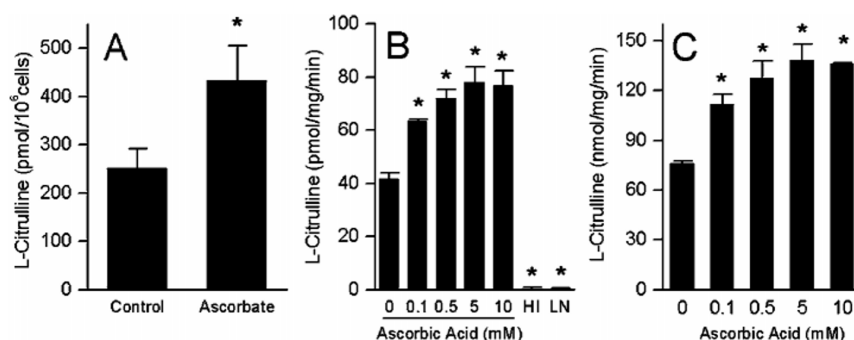 A
L-Citrulline (pmol/10⁶cells)
500
400
300
200
100
0
*
Control Ascorbate
B
L-Citrulline (pmol/mg/min)
100
80
60
40
20
0
* * * * * *
0 0.1 0.5 5 10 HI LN
Ascorbic Acid (mM)
C
L-Citrulline (nmol/mg/min)
150
120
90
60
30
0
* * * *
0 0.1 0.5 5 10
Ascorbic Acid (mM)